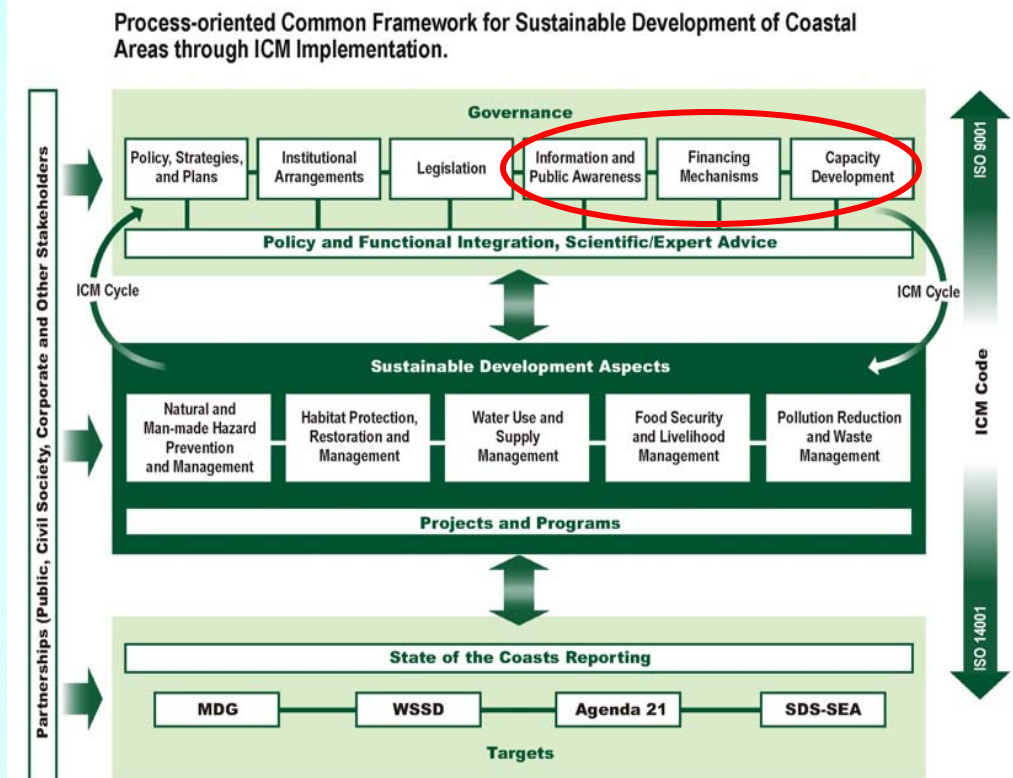 Process-oriented Common Framework for Sustainable Development of Coastal
Areas through ICM Implementation.
Partnerships (Public, Civil Society, Corporate and Other Stakeholders
Governance
Policy, Strategies,
and Plans
Institutional
Arrangements
Legislation
Information and
Public Awareness
Financing
Mechanisms
Capacity
Development
Policy and Functional Integration, Scientific/Expert Advice
ICM Cycle
ICM Cycle
Sustainable Development Aspects
Natural and
Man-made Hazard
Prevention
and Management
Habitat Protection,
Restoration and
Management
Water Use and
Supply
Management
Food Security
and Livelihood
Management
Pollution Reduction
and Waste
Management
Projects and Programs
State of the Coasts Reporting
MDG
WSSD
Agenda 21
SDS-SEA
Targets
ISO 9001
ICM Code
ISO 14001